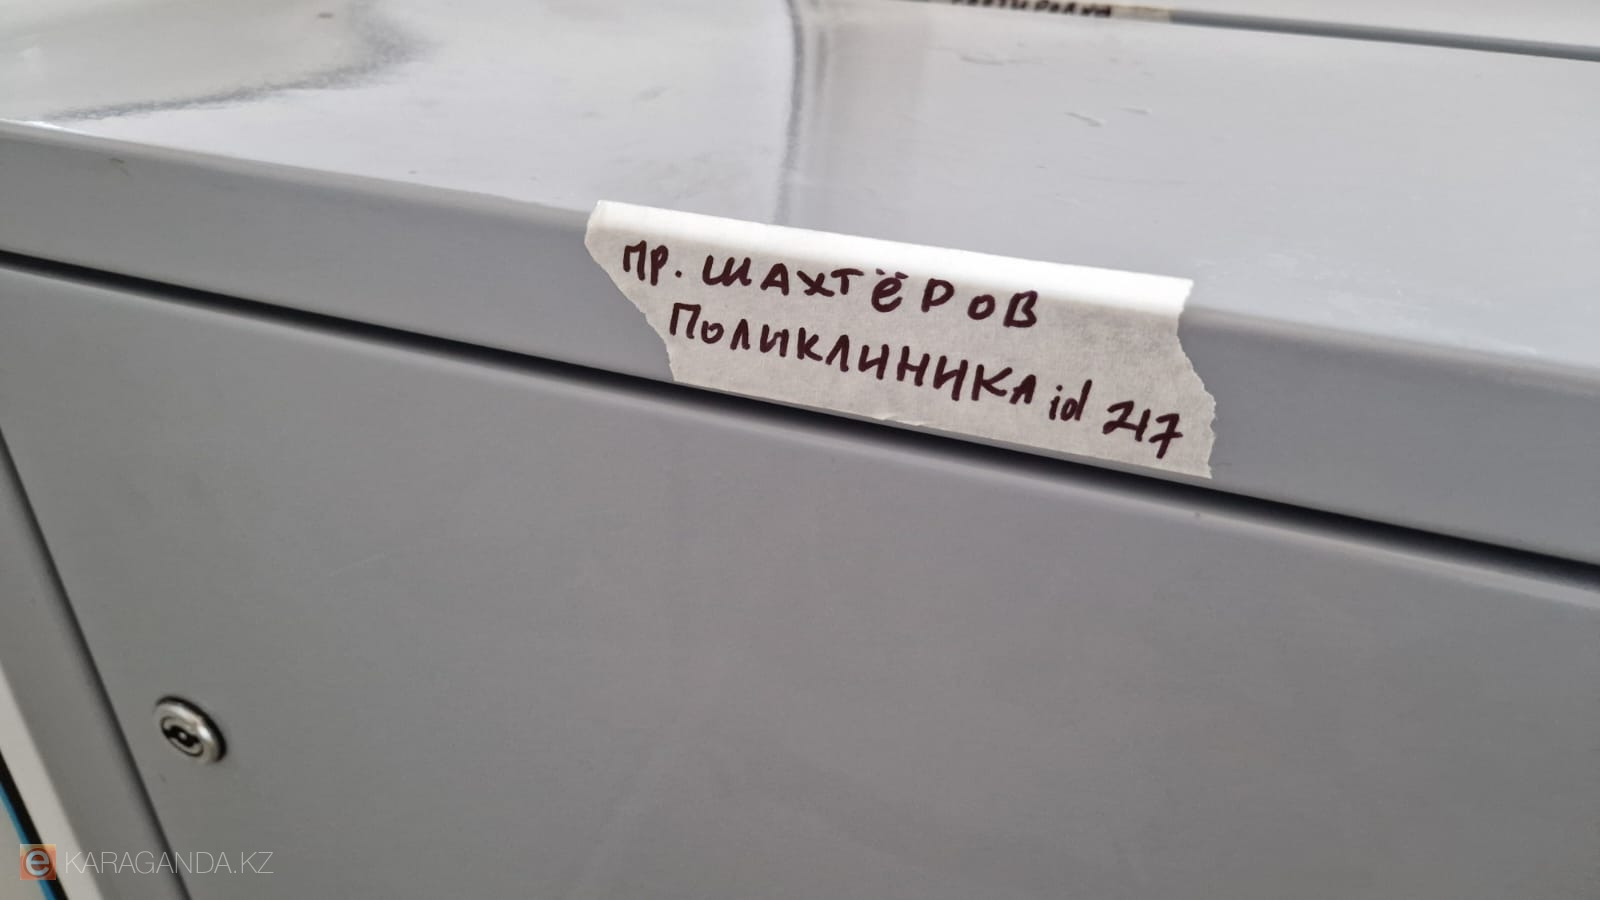 ПР. ШАХТЁРОВ
ПОЛИКЛИНИКА id 217
e KARAGANDA.KZ